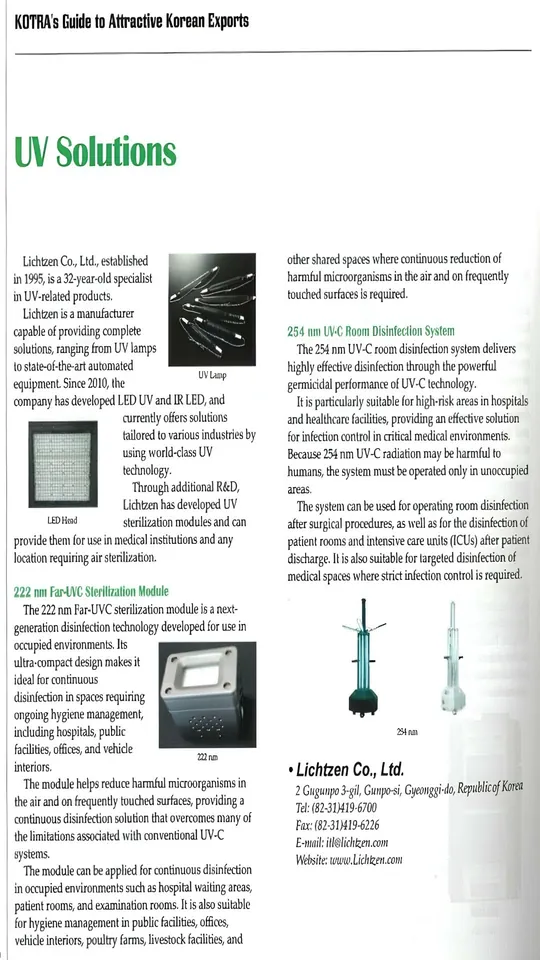 KOTRA's Guide to Attractive Korean Exports
UV Solutions
Lichtzen Co., Ltd., established
in 1995, is a 32-year-old specialist
in UV-related products.
Lichtzen is a manufacturer
capable of providing complete
solutions, ranging from UV lamps
to state-of-the-art automated
equipment. Since 2010, the
company has developed LED UV and IR LED, and
currently offers solutions
tailored to various industries by
using world-class UV
technology.
Through additional R&D,
Lichtzen has developed UV
sterilization modules and can
provide them for use in medical institutions and any
location requiring air sterilization.
UV Lamp
LED Head
222 nm Far-UVC Sterilization Module
The 222 nm Far-UVC sterilization module is a next-
generation disinfection technology developed for use in
occupied environments. Its
ultra-compact design makes it
ideal for continuous
disinfection in spaces requiring
ongoing hygiene management,
including hospitals, public
facilities, offices, and vehicle
interiors.
222 nm
The module helps reduce harmful microorganisms in
the air and on frequently touched surfaces, providing a
continuous disinfection solution that overcomes many of
the limitations associated with conventional UV-C
systems.
The module can be applied for continuous disinfection
in occupied environments such as hospital waiting areas,
patient rooms, and examination rooms. It is also suitable
for hygiene management in public facilities, offices,
vehicle interiors, poultry farms, livestock facilities, and
other shared spaces where continuous reduction of
harmful microorganisms in the air and on frequently
touched surfaces is required.
254 nm UV-C Room Disinfection System
The 254 nm UV-C room disinfection system delivers
highly effective disinfection through the powerful
germicidal performance of UV-C technology.
It is particularly suitable for high-risk areas in hospitals
and healthcare facilities, providing an effective solution
for infection control in critical medical environments.
Because 254 nm UV-C radiation may be harmful to
humans, the system must be operated only in unoccupied
areas.
The system can be used for operating room disinfection
after surgical procedures, as well as for the disinfection of
patient rooms and intensive care units (ICUs) after patient
discharge. It is also suitable for targeted disinfection of
medical spaces where strict infection control is required.
254 nm
• Lichtzen Co., Ltd.
2 Gugunpo 3-gil, Gunpo-si, Gyeonggi-do, Republic of Korea
Tel: (82-31)419-6700
Fax: (82-31)419-6226
E-mail: itl@lichtzen.com
Website: www.Lichtzen.com